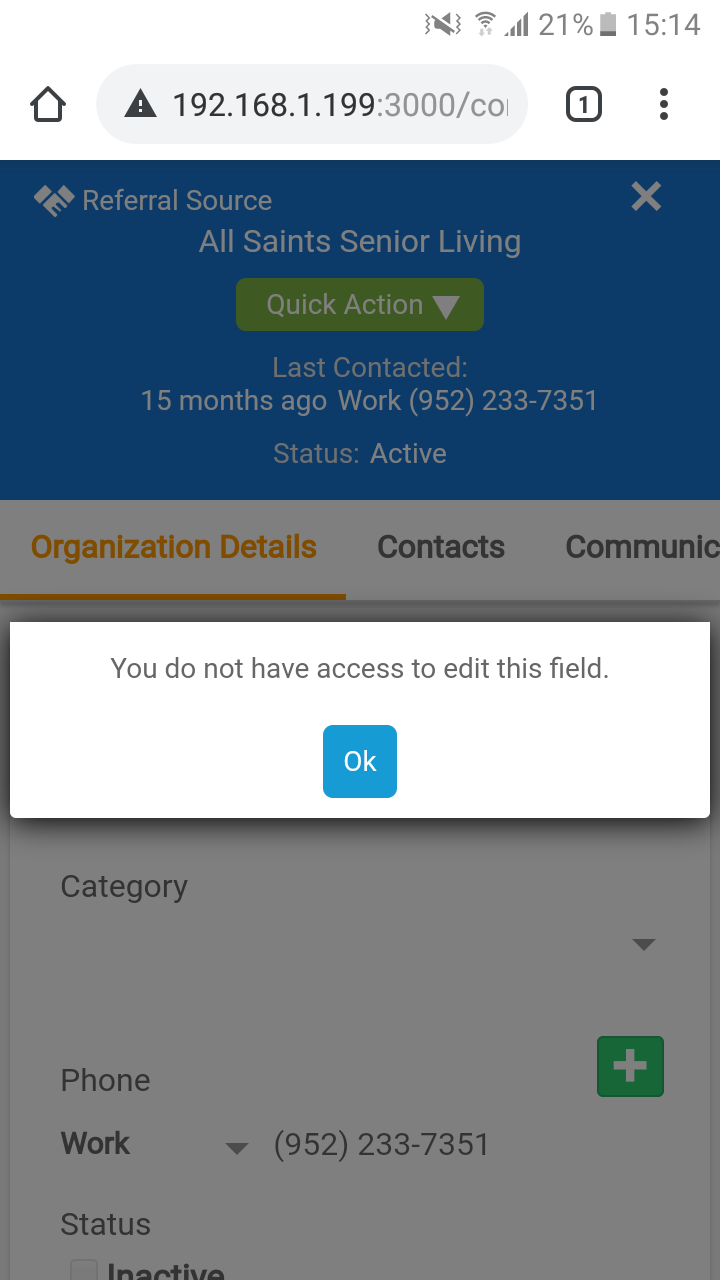 21% 15:14
192.168.1.199:3000/co
1
Referral Source
All Saints Senior Living
Quick Action
Last Contacted:
15 months ago Work (952) 233-7351
Status: Active
Organization Details Contacts Communic
You do not have access to edit this field.
Ok
Category
Phone
Work (952) 233-7351
Status
Inactive